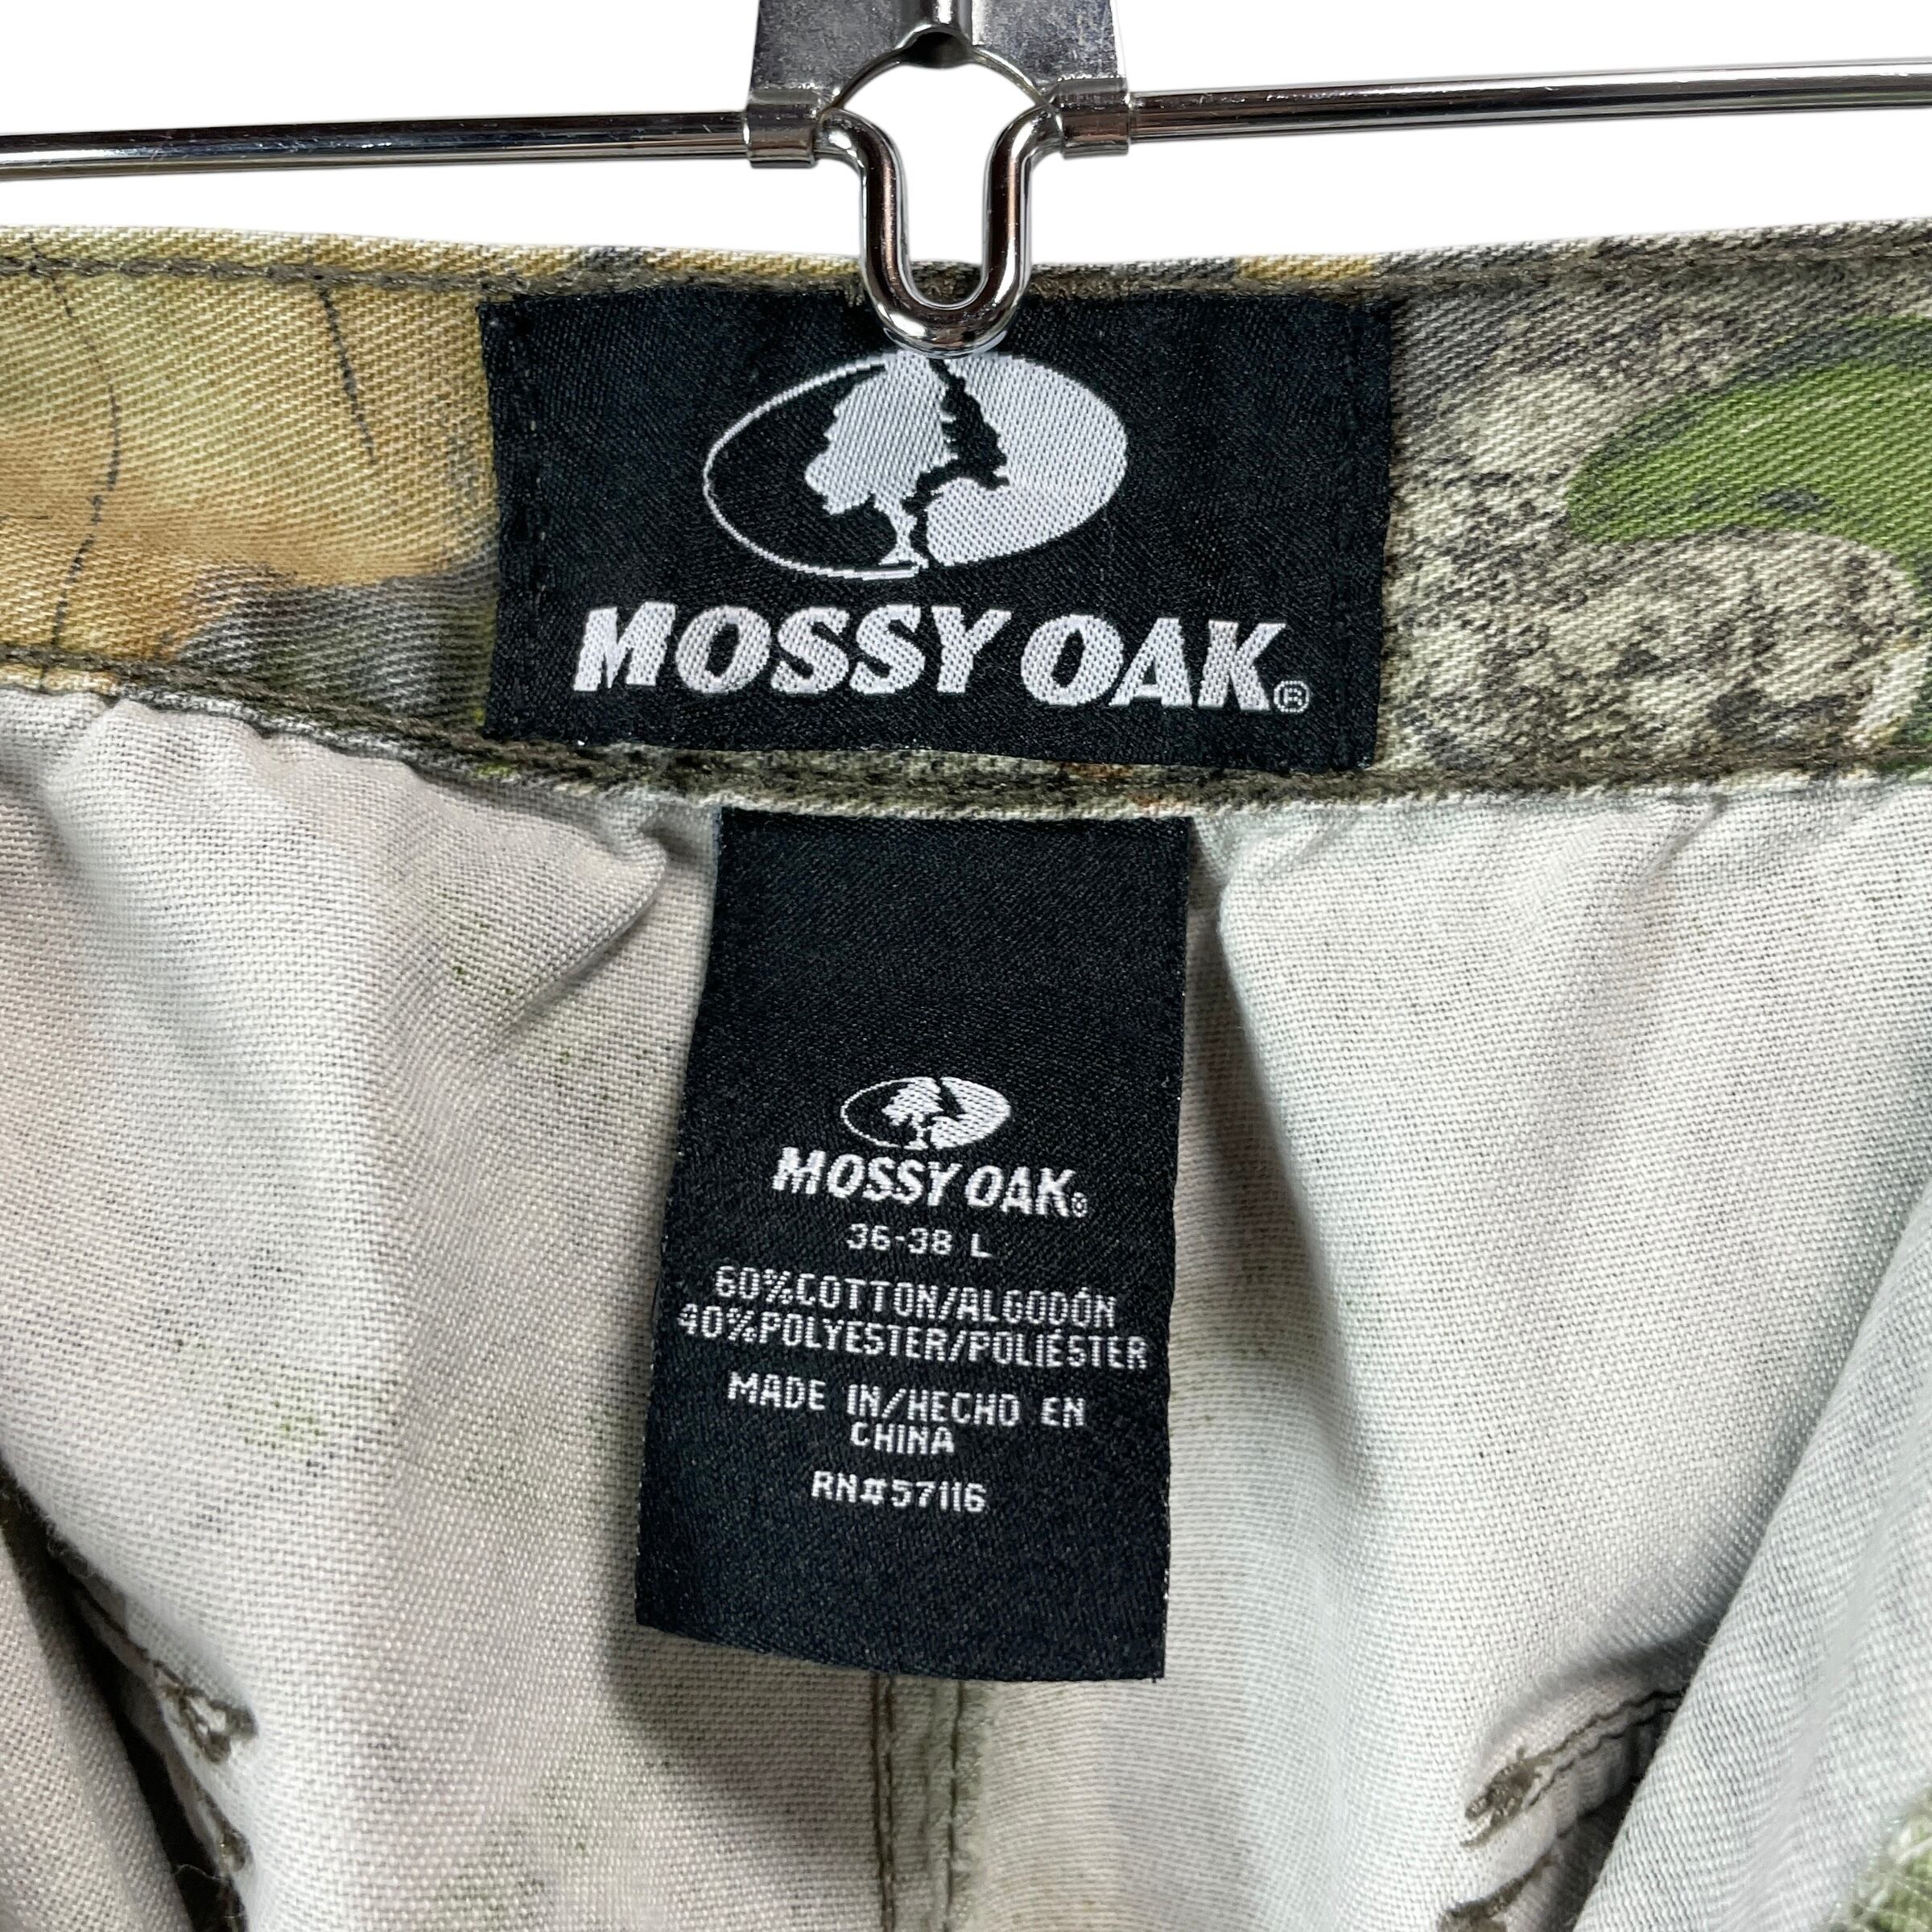 MOSSY OAK®
MOSSY OAK®
36-38 L
60%COTTON/ALGODÓN
40%POLYESTER/POLIÉSTER
MADE IN/HECHO EN
CHINA
RN#57116